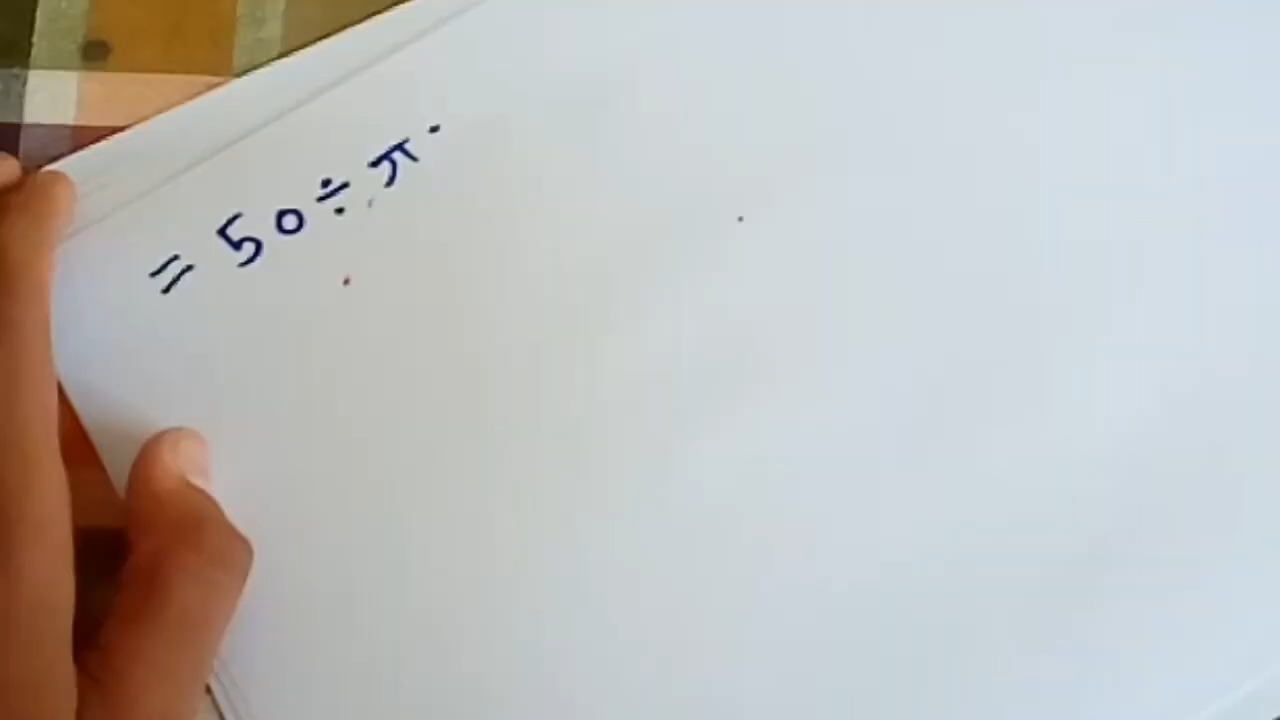 = 50 ÷ π .